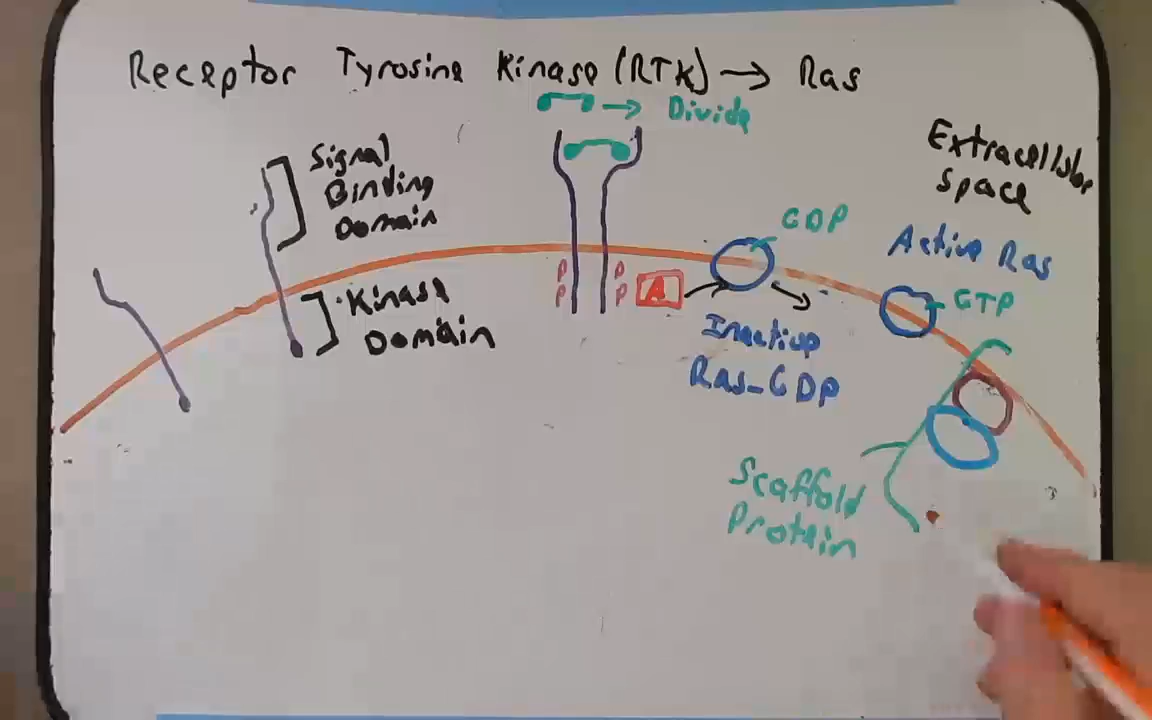 Receptor Tyrosine Kinase (RTK) → Ras
→ Divide
Signal
Binding
Domain
Kinase
Domain
P P
P P
A
GDP
Inactive
Ras-GDP
Extracellular
space
Active Ras
GTP
Scaffold
Protein